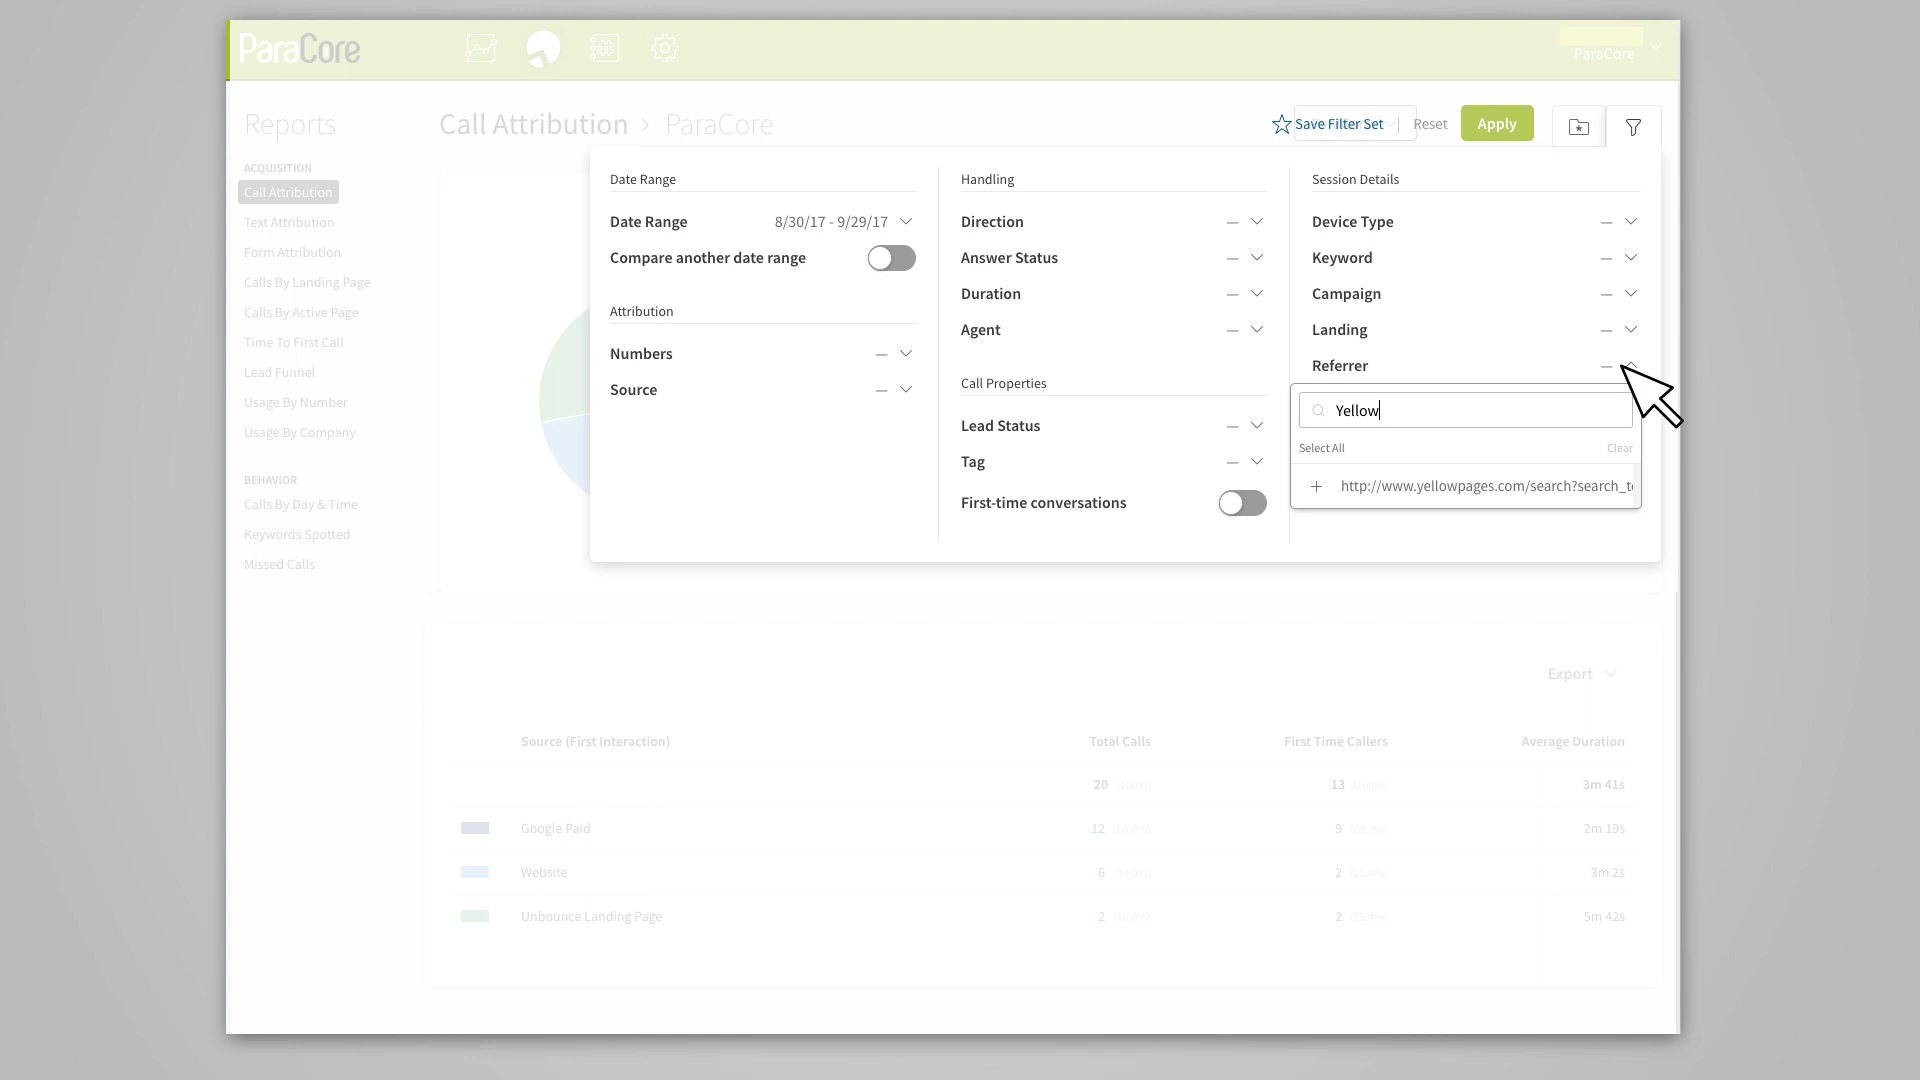 ParaCore
ParaCore
Reports
Call Attribution > ParaCore
Save Filter Set | Reset Apply
ACQUISITION
Call Attribution
Text Attribution
Form Attribution
Calls By Landing Page
Calls By Active Page
Time To First Call
Lead Funnel
Usage By Number
Usage By Company
BEHAVIOR
Calls By Day & Time
Keywords Spotted
Missed Calls
Date Range
Date Range 8/30/17 - 9/29/17
Compare another date range
Attribution
Numbers –
Source –
Handling
Direction –
Answer Status –
Duration –
Agent –
Call Properties
Lead Status –
Tag –
First-time conversations
Session Details
Device Type –
Keyword –
Campaign –
Landing –
Referrer –
Yellow
Select All Clear
+ http://www.yellowpages.com/search?search_t
Export
Source (First Interaction) Total Calls First Time Callers Average Duration
20 (100%) 13 (100%) 3m 41s
Google Paid 12 (60.0%) 9 (69.2%) 2m 19s
Website 6 (30.0%) 2 (15.4%) 3m 2s
Unbounce Landing Page 2 (10.0%) 2 (15.4%) 5m 42s